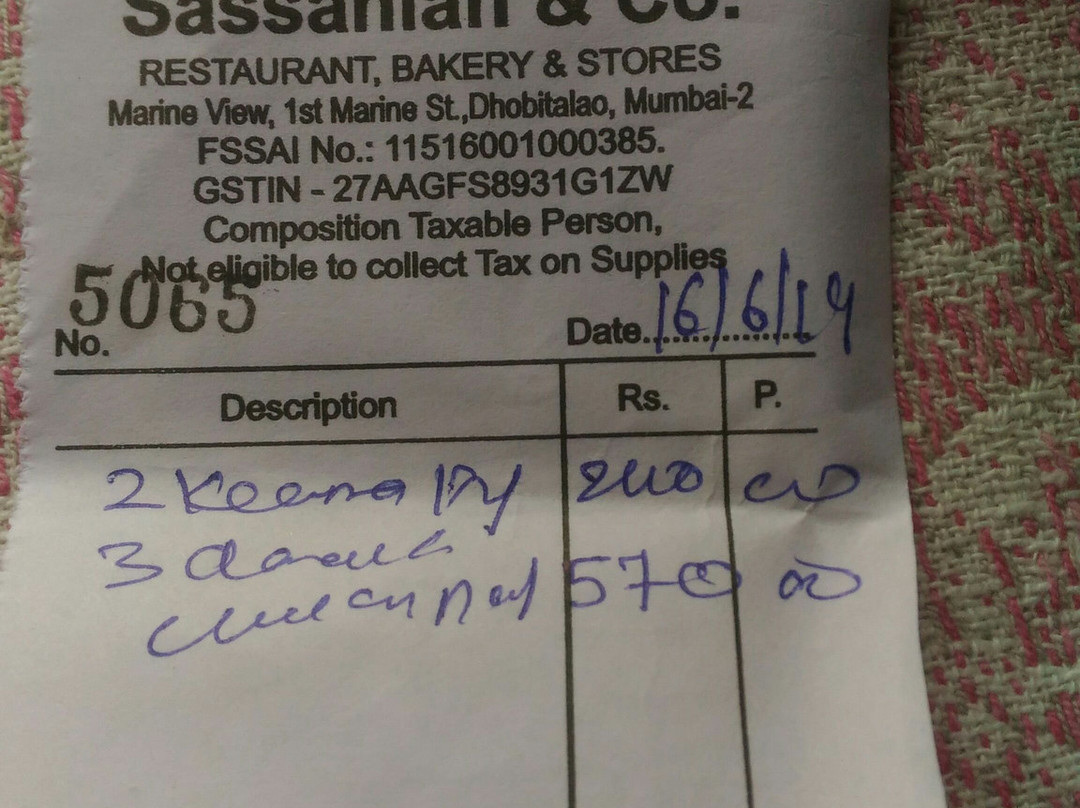 Sassanian & Co.
RESTAURANT, BAKERY & STORES
Marine View, 1st Marine St.,Dhobitalao, Mumbai-2
FSSAI No.: 11516001000385.
GSTIN - 27AAGFS8931G1ZW
Composition Taxable Person,
Not eligible to collect Tax on Supplies
No. 5065 Date. 16/6/19
Description Rs. P.
2 Keema 240 00
3
570 00